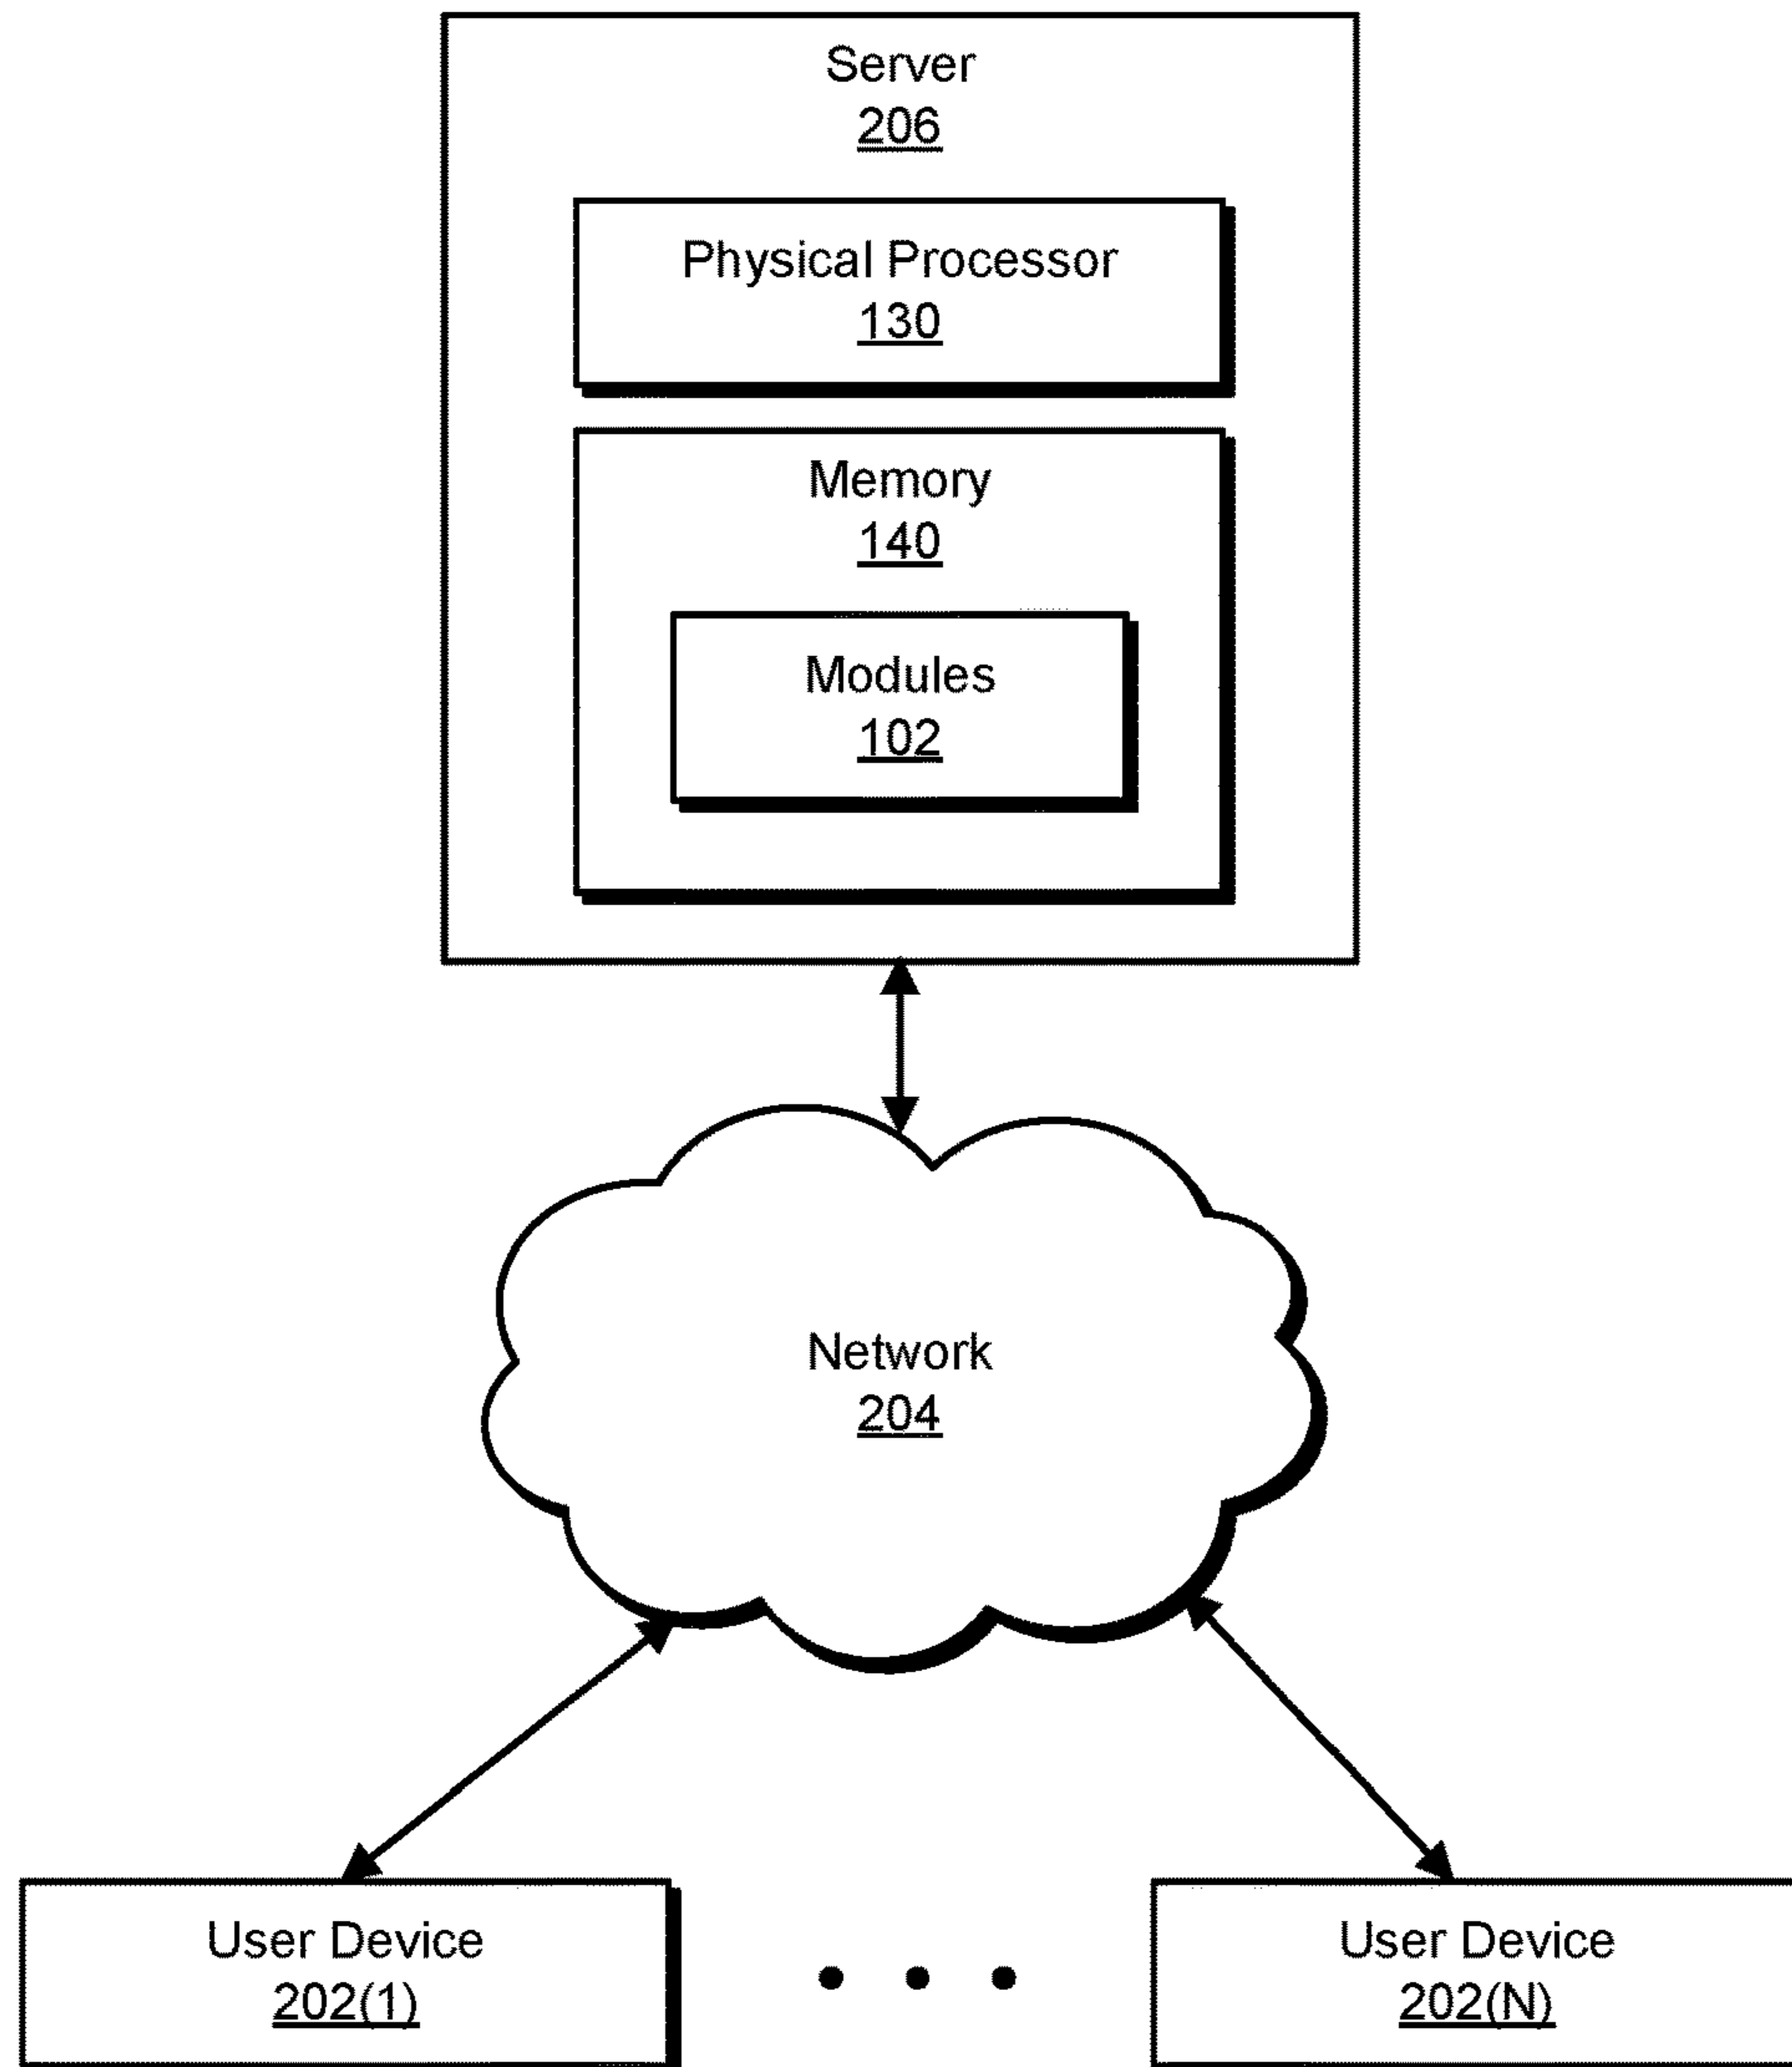 Server
206
Physical Processor
130
Memory
140
Modules
102
Network
204
User Device
202(1)
User Device
202(N)